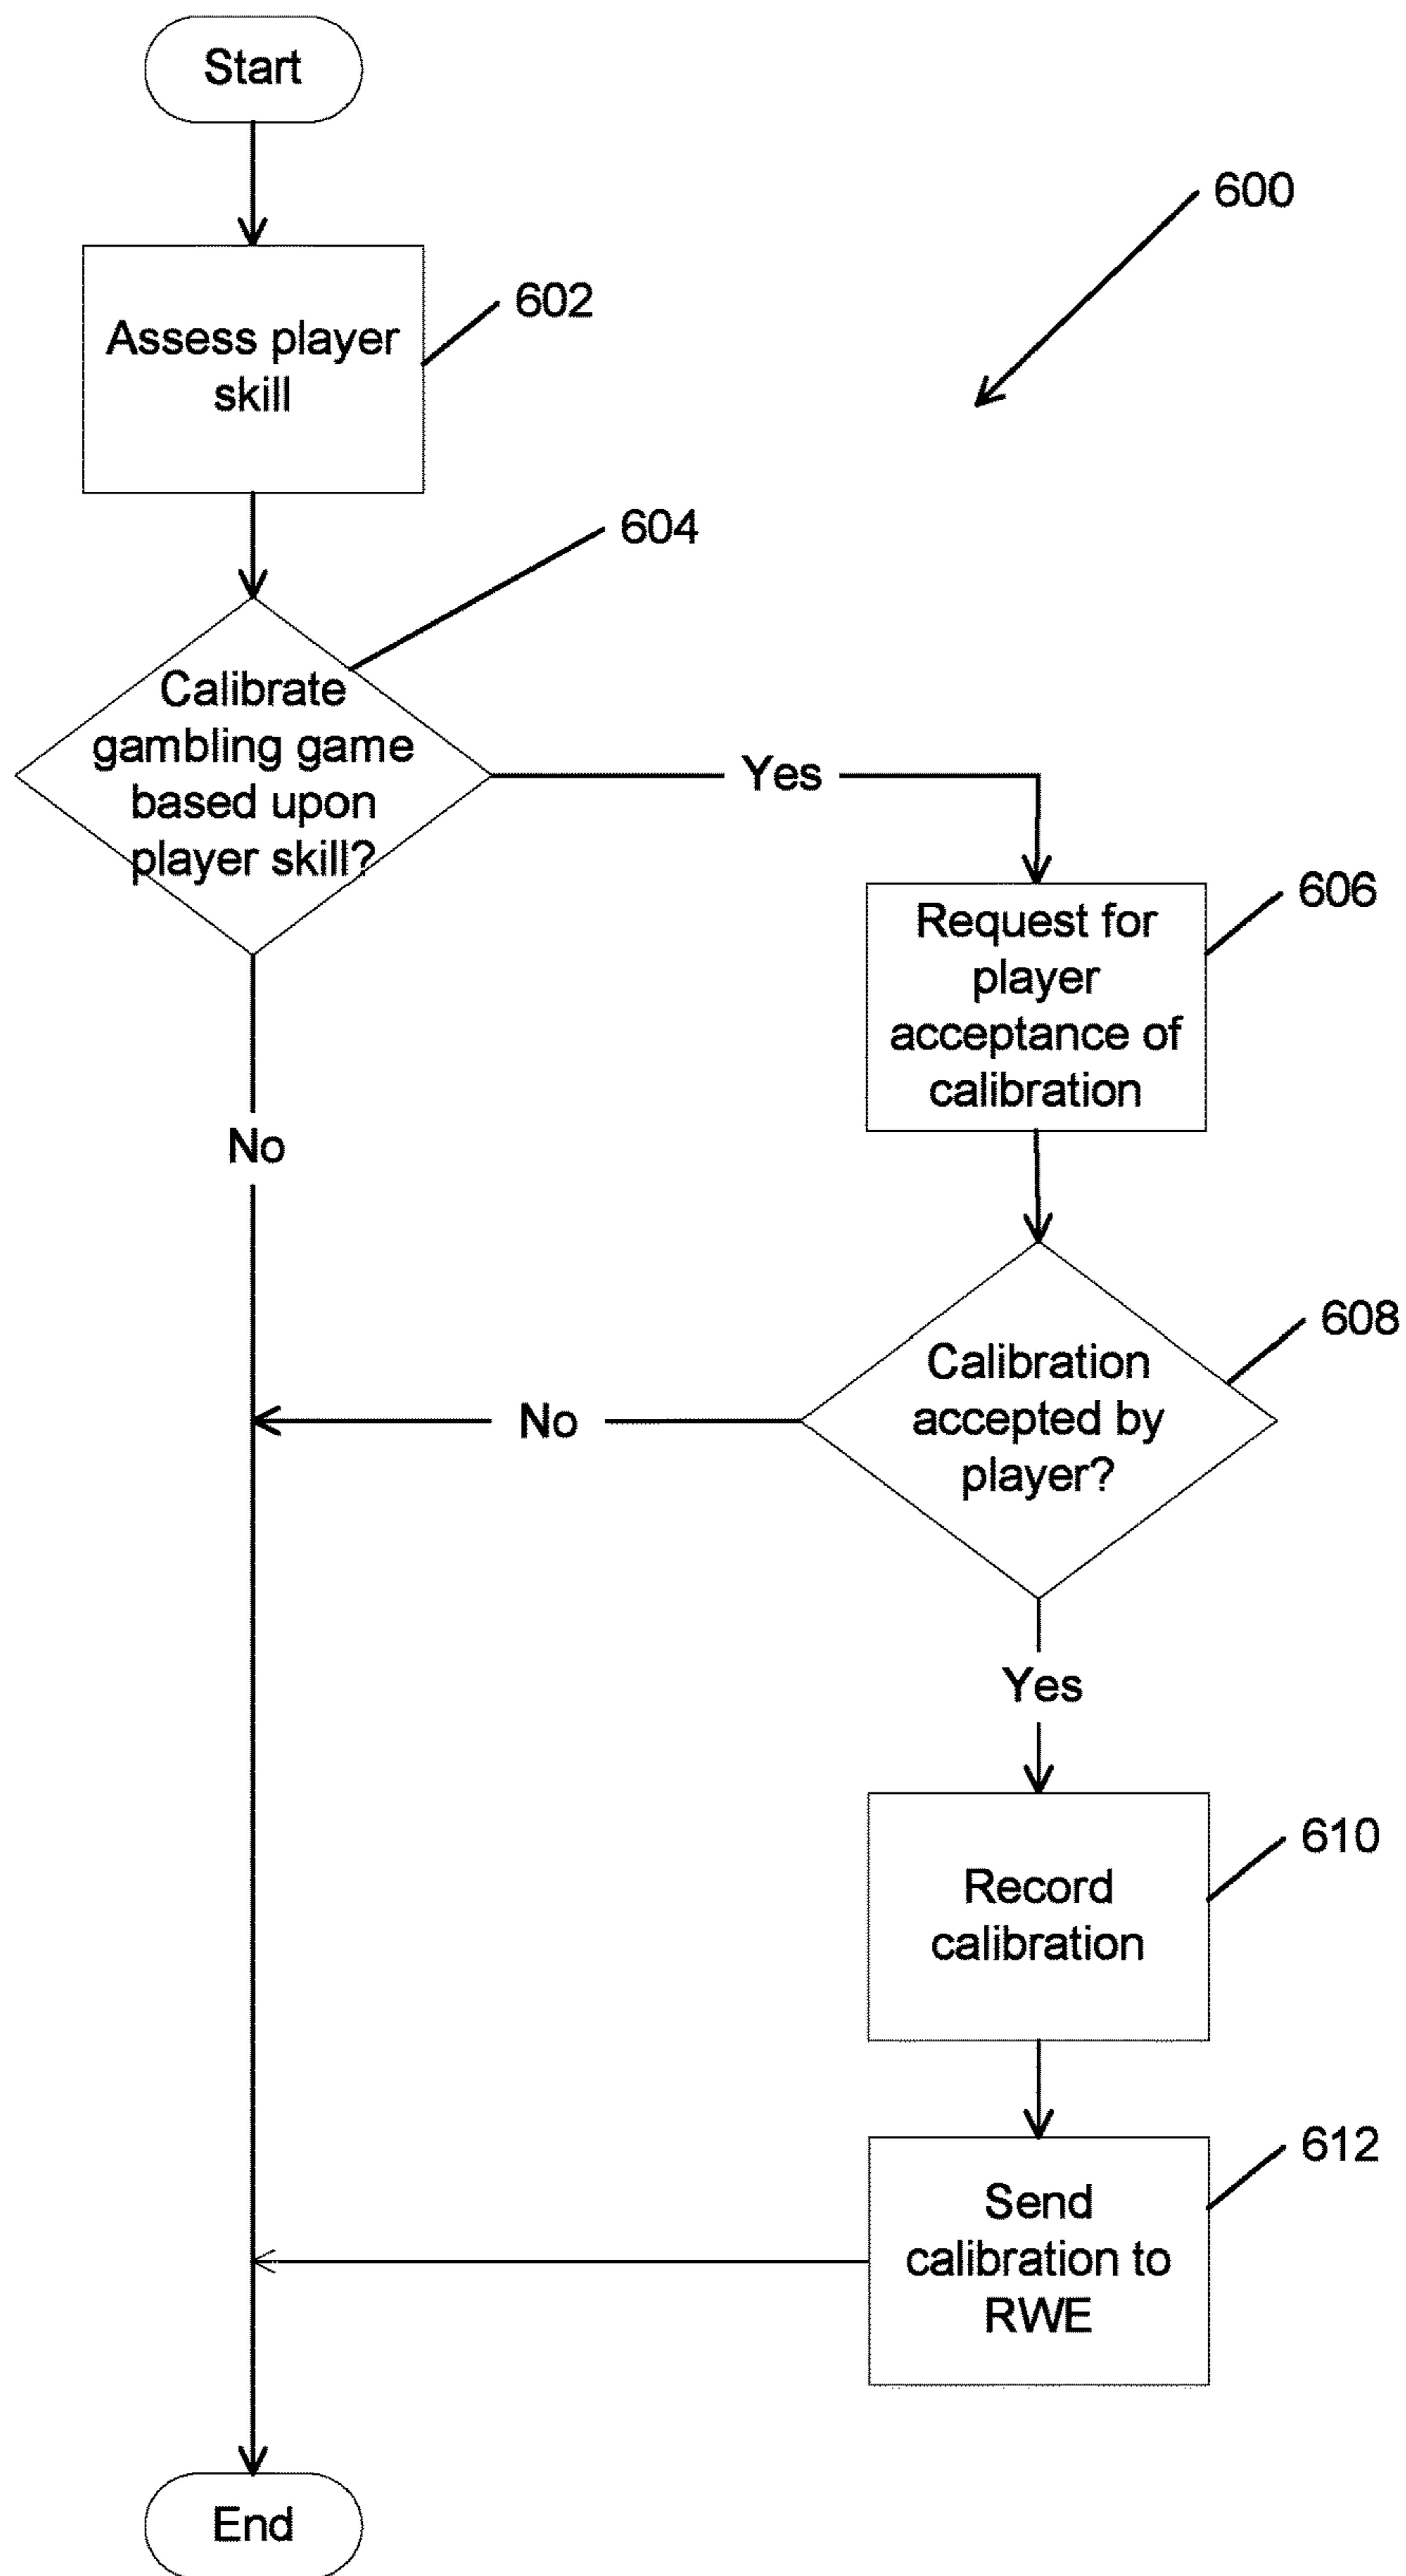 Start
600
602
Assess player
skill
604
Calibrate
gambling game
based upon
player skill?
Yes
606
Request for
player
acceptance of
calibration
No
608
Calibration
accepted by
player?
No
Yes
610
Record
calibration
612
Send
calibration to
RWE
End